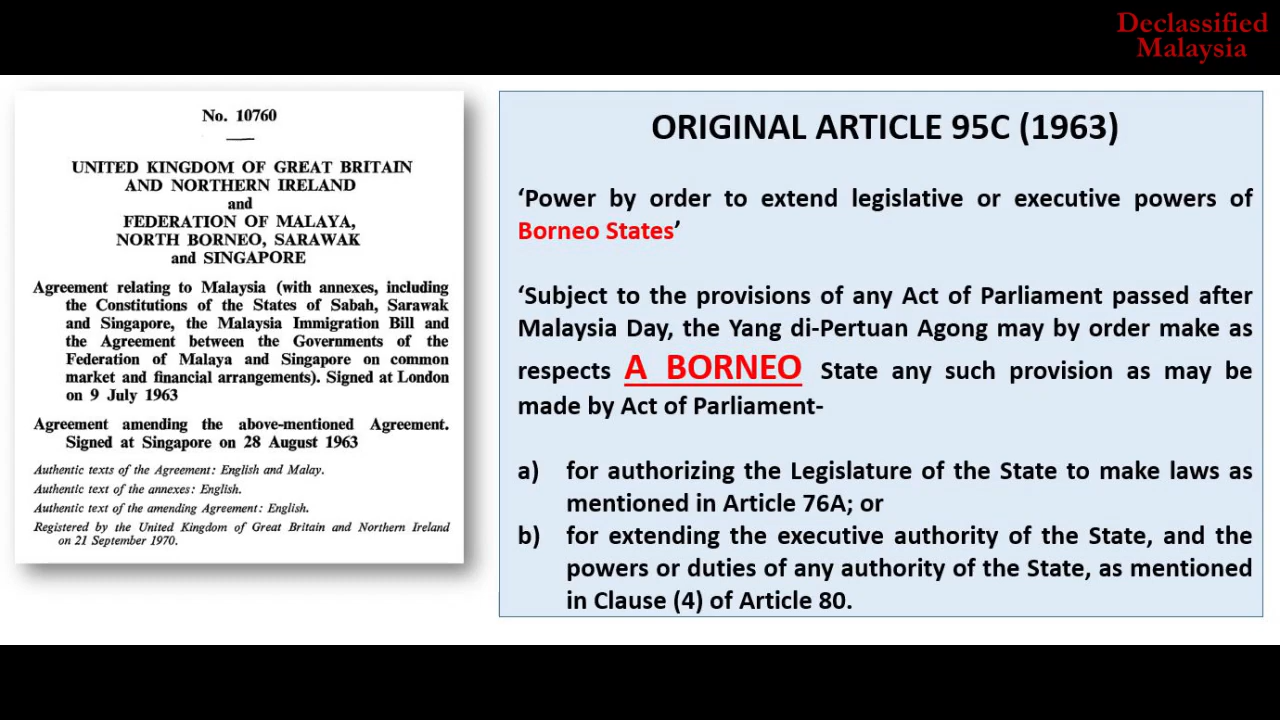 Declassified
Malaysia
No. 10760
UNITED KINGDOM OF GREAT BRITAIN
AND NORTHERN IRELAND
and
FEDERATION OF MALAYA,
NORTH BORNEO, SARAWAK
and SINGAPORE
Agreement relating to Malaysia (with annexes, including
the Constitutions of the States of Sabah, Sarawak
and Singapore, the Malaysia Immigration Bill and
the Agreement between the Governments of the
Federation of Malaya and Singapore on common
market and financial arrangements). Signed at London
on 9 July 1963
Agreement amending the above-mentioned Agreement.
Signed at Singapore on 28 August 1963
Authentic texts of the Agreement: English and Malay.
Authentic text of the annexes: English.
Authentic text of the amending Agreement: English.
Registered by the United Kingdom of Great Britain and Northern Ireland
on 21 September 1970.
ORIGINAL ARTICLE 95C (1963)
‘Power by order to extend legislative or executive powers of
Borneo States’
‘Subject to the provisions of any Act of Parliament passed after
Malaysia Day, the Yang di-Pertuan Agong may by order make as
respects A BORNEO State any such provision as may be
made by Act of Parliament-
a) for authorizing the Legislature of the State to make laws as
mentioned in Article 76A; or
b) for extending the executive authority of the State, and the
powers or duties of any authority of the State, as mentioned
in Clause (4) of Article 80.